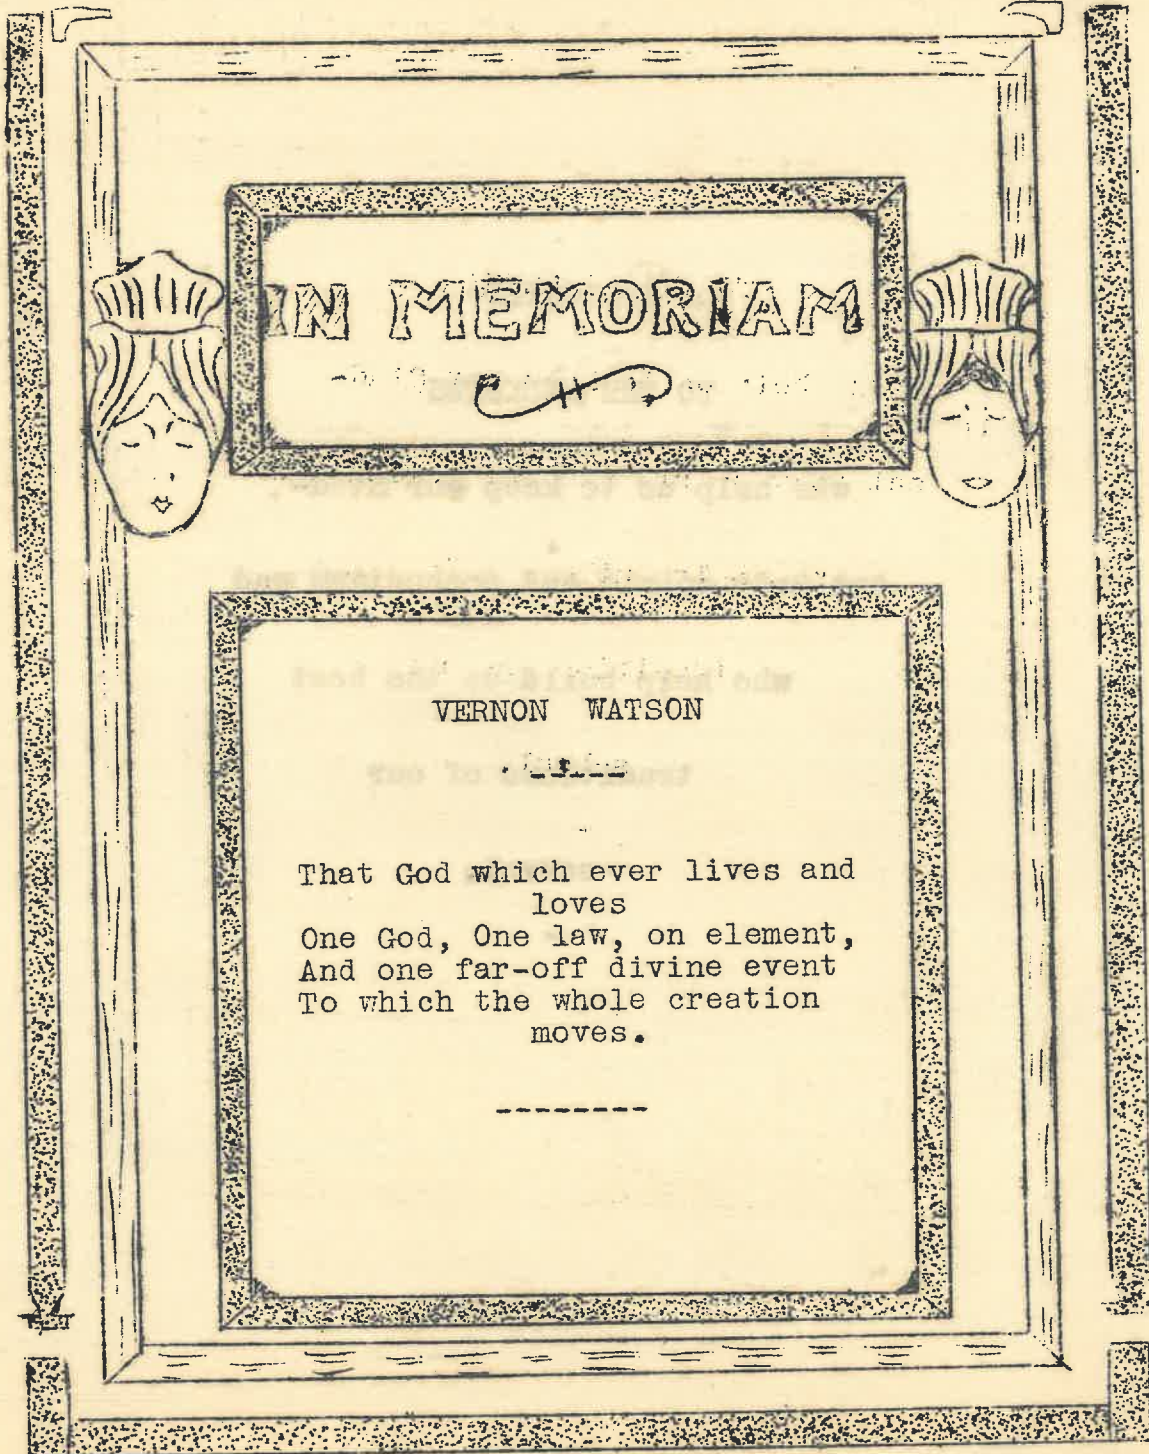 IN MEMORIAM
VERNON WATSON
-----
That God which ever lives and
loves
One God, One law, on element,
And one far-off divine event
To which the whole creation
moves.
--------